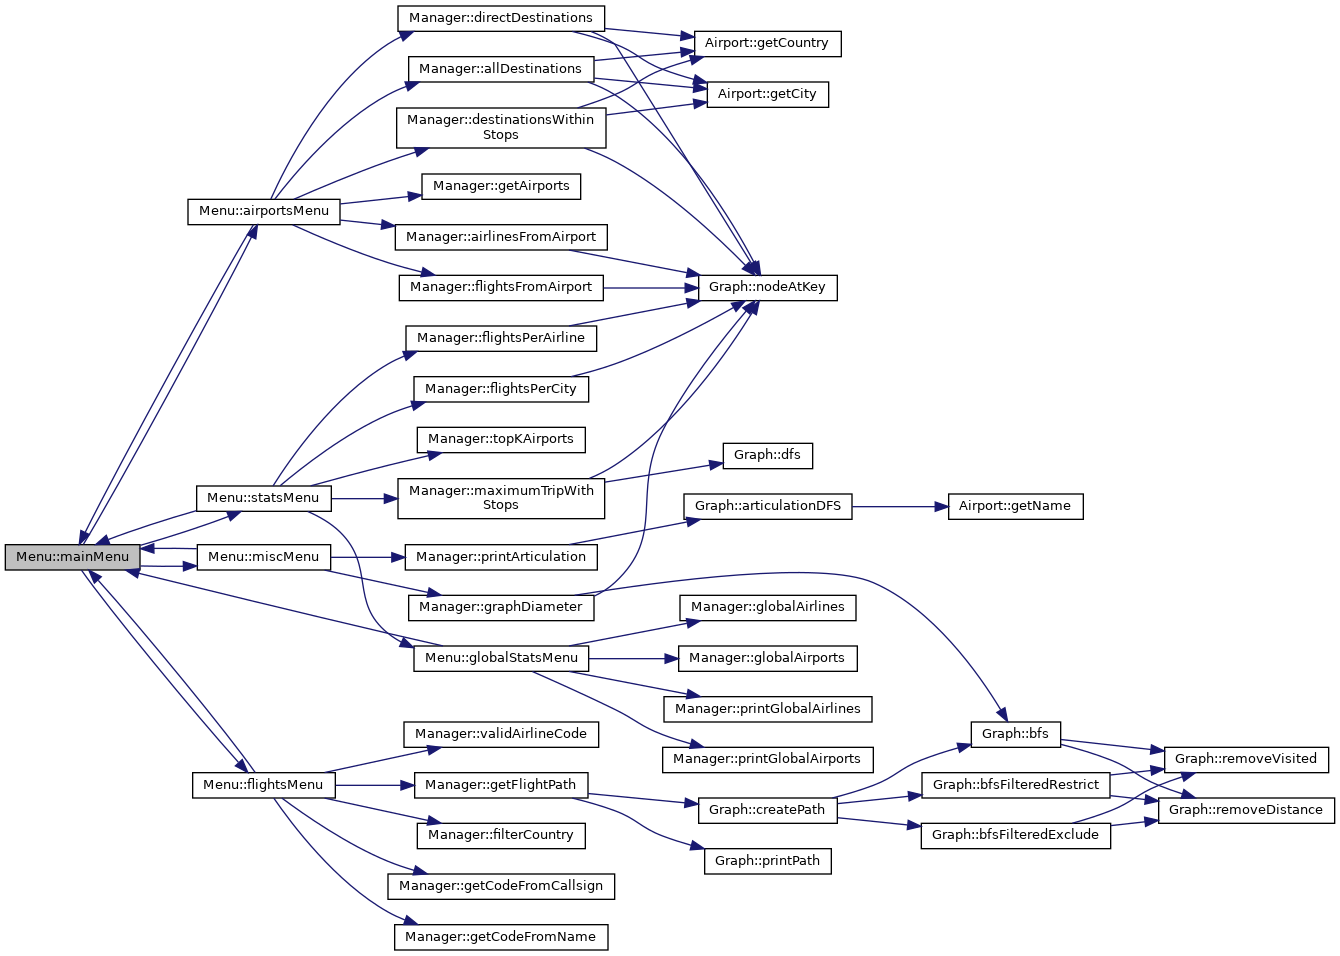 Manager::directDestinations
Airport::getCountry
Manager::allDestinations
Airport::getCity
Manager::destinationsWithin
Stops
Manager::getAirports
Menu::airportsMenu
Manager::airlinesFromAirport
Manager::flightsFromAirport
Graph::nodeAtKey
Manager::flightsPerAirline
Manager::flightsPerCity
Manager::topKAirports
Graph::dfs
Menu::statsMenu
Manager::maximumTripWith
Stops
Graph::articulationDFS
Airport::getName
Menu::mainMenu
Menu::miscMenu
Manager::printArticulation
Manager::graphDiameter
Manager::globalAirlines
Menu::globalStatsMenu
Manager::globalAirports
Manager::printGlobalAirlines
Manager::validAirlineCode
Graph::bfs
Manager::printGlobalAirports
Graph::removeVisited
Menu::flightsMenu
Manager::getFlightPath
Graph::bfsFilteredRestrict
Graph::createPath
Graph::removeDistance
Manager::filterCountry
Graph::bfsFilteredExclude
Graph::printPath
Manager::getCodeFromCallsign
Manager::getCodeFromName